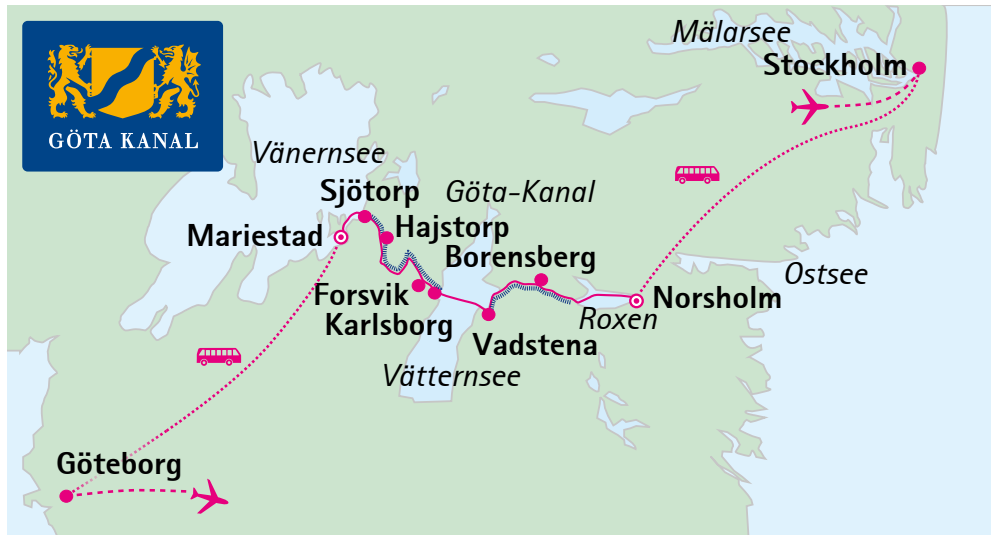 GÖTA KANAL
Mälarsee
Stockholm
Vänernsee
Sjötorp
Göta-Kanal
Mariestad
Hajstorp
Borensberg
Ostsee
Forsvik
Norsholm
Karlsborg
Roxen
Vadstena
Vätternsee
Göteborg